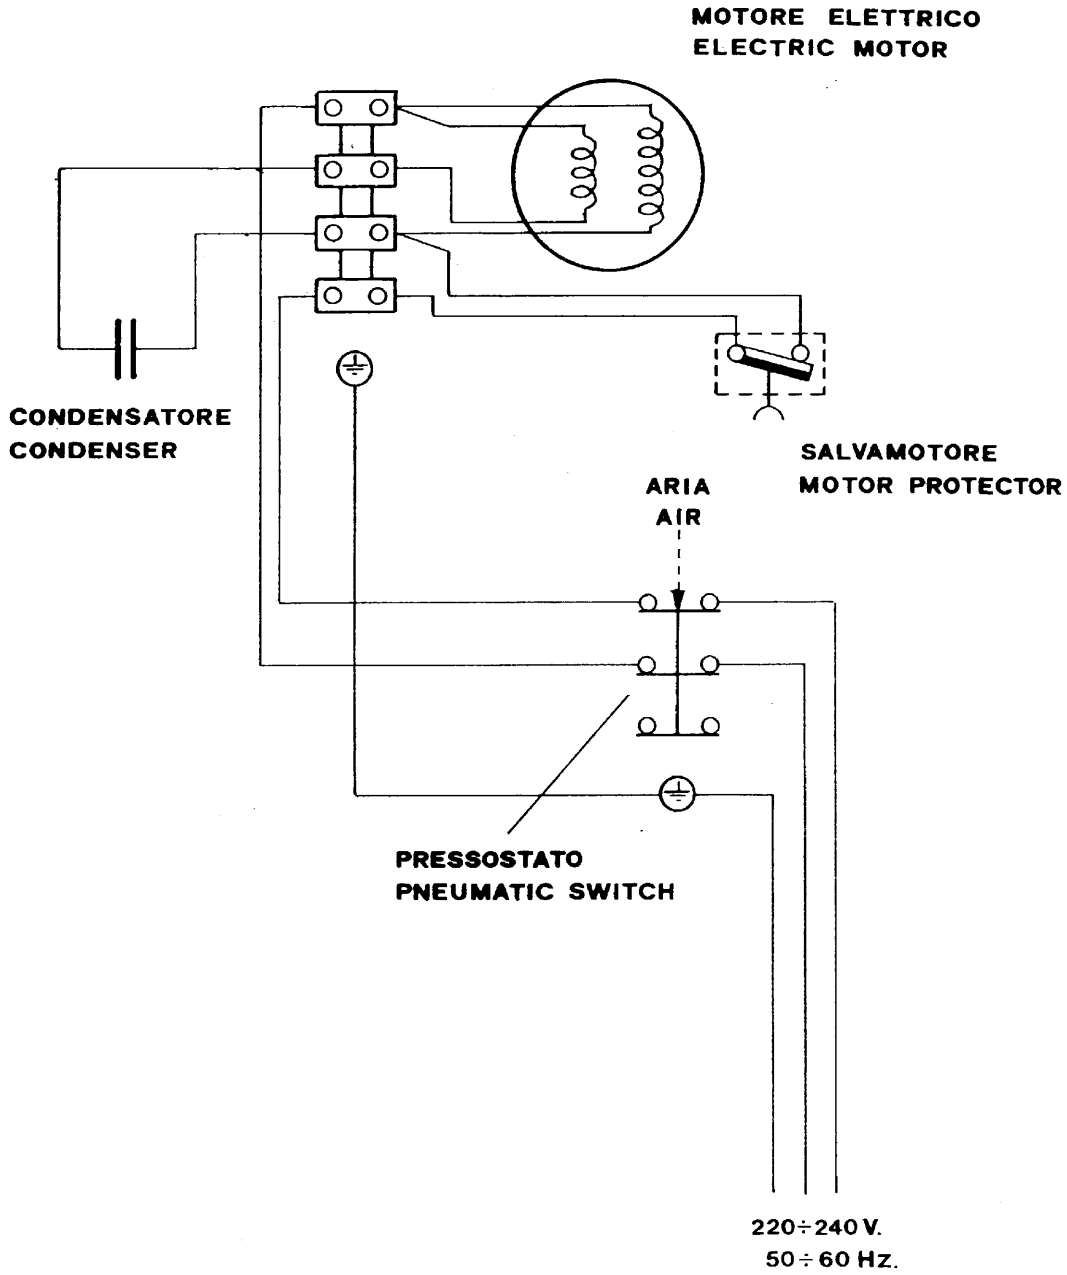 MOTORE ELETTRICO
ELECTRIC MOTOR
CONDENSATORE
CONDENSER
SALVAMOTORE
MOTOR PROTECTOR
ARIA
AIR
PRESSOSTATO
PNEUMATIC SWITCH
220÷240 V.
50÷60 Hz.